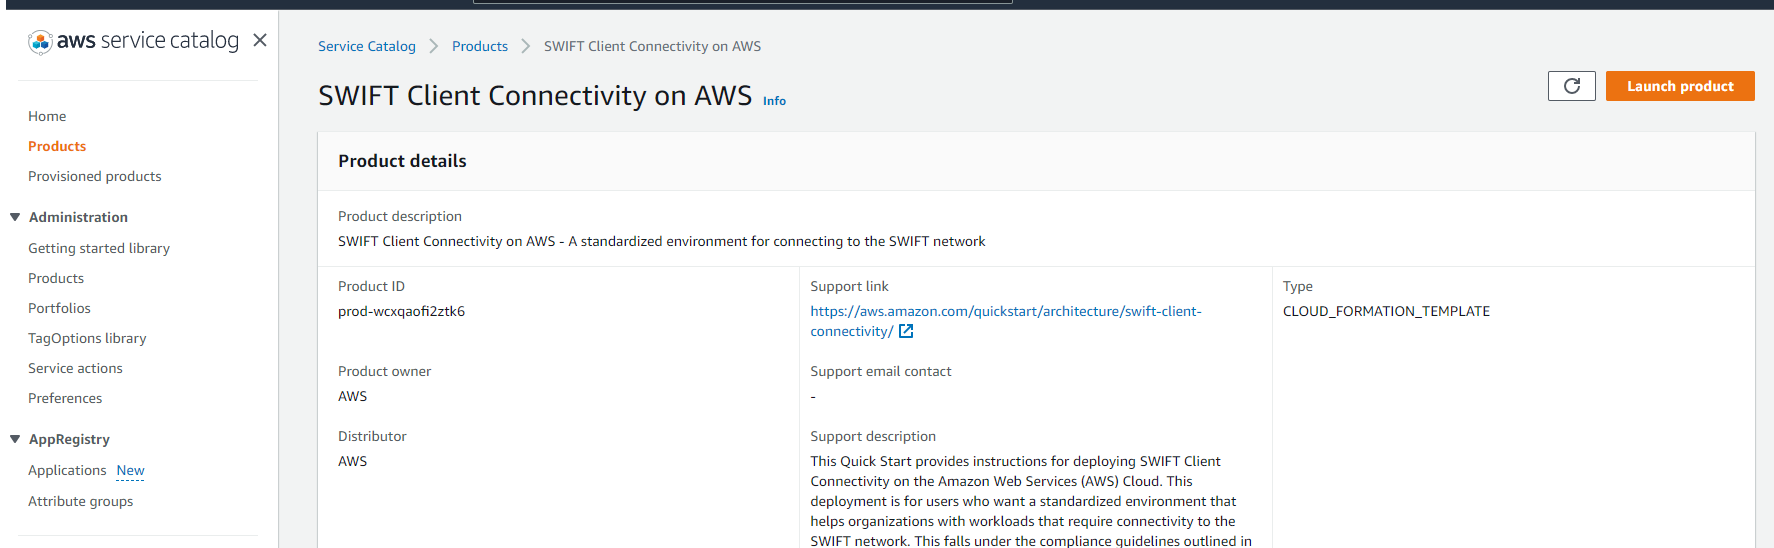 aws service catalog
Home
Products
Provisioned products
Administration
Getting started library
Products
Portfolios
TagOptions library
Service actions
Preferences
AppRegistry
Applications New
Attribute groups
Service Catalog > Products > SWIFT Client Connectivity on AWS
SWIFT Client Connectivity on AWS Info
Launch product
Product details
Product description
SWIFT Client Connectivity on AWS - A standardized environment for connecting to the SWIFT network
Product ID
prod-wcxqaofi2ztk6
Product owner
AWS
Distributor
AWS
Support link
https://aws.amazon.com/quickstart/architecture/swift-client-
connectivity/
Support email contact
-
Support description
This Quick Start provides instructions for deploying SWIFT Client
Connectivity on the Amazon Web Services (AWS) Cloud. This
deployment is for users who want a standardized environment that
helps organizations with workloads that require connectivity to the
SWIFT network. This falls under the compliance guidelines outlined in
Type
CLOUD_FORMATION_TEMPLATE